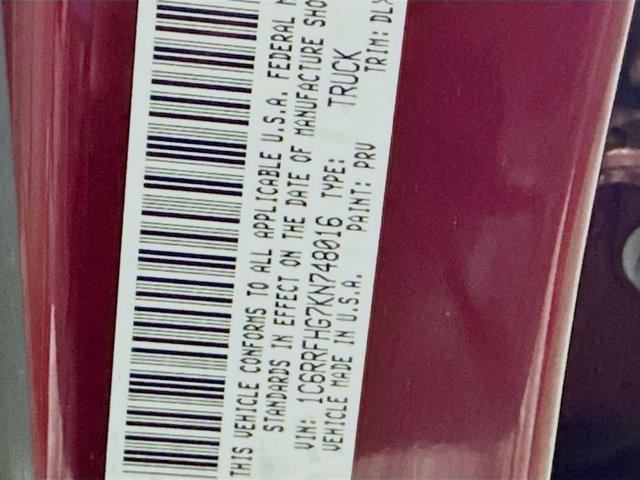 THIS VEHICLE CONFORMS TO ALL APPLICABLE U.S.A. FEDERAL
STANDARDS IN EFFECT ON THE DATE OF MANUFACTURE SHO
VIN: 1C6RRFHG7KN748016 TYPE: TRUCK
VEHICLE MADE IN U.S.A. PAINT: PRV TRIM: DLX